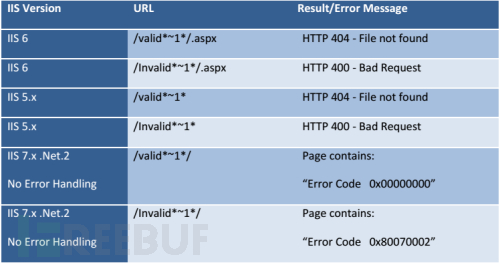 IIS Version URL Result/Error Message
IIS 6 /valid*~1*/.aspx HTTP 404 - File not found
IIS 6 /Invalid*~1*/.aspx HTTP 400 - Bad Request
IIS 5.x /valid*~1* HTTP 404 - File not found
IIS 5.x /Invalid*~1* HTTP 400 - Bad Request
IIS 7.x .Net.2 /valid*~1*/ Page contains:
No Error Handling “Error Code 0x00000000”
IIS 7.x .Net.2 /Invalid*~1*/ Page contains:
REEBUF
No Error Handling “Error Code 0x80070002”